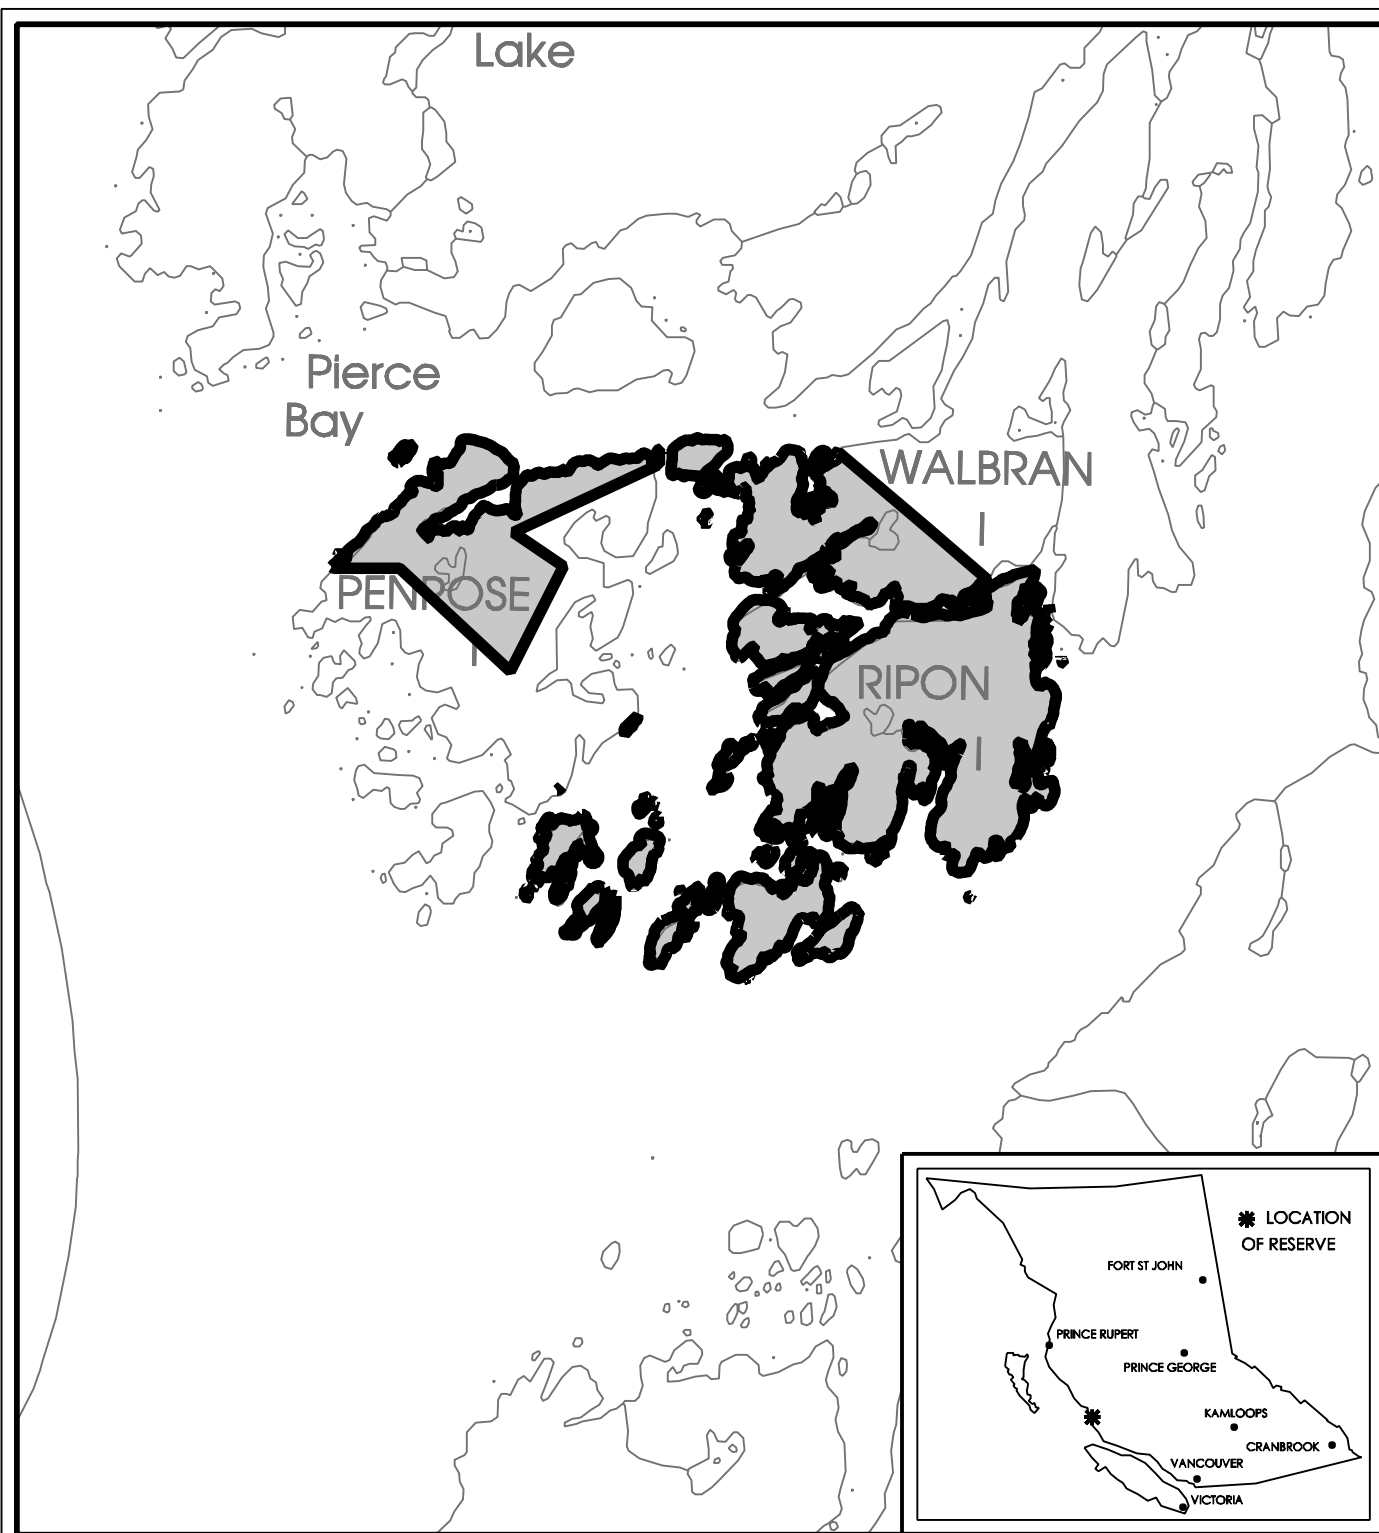 Lake
Pierce
Bay
WALBRAN
I
PENROSE
I
RIPON
I
LOCATION
OF RESERVE
FORT ST JOHN
PRINCE RUPERT
PRINCE GEORGE
KAMLOOPS
CRANBROOK
VANCOUVER
VICTORIA